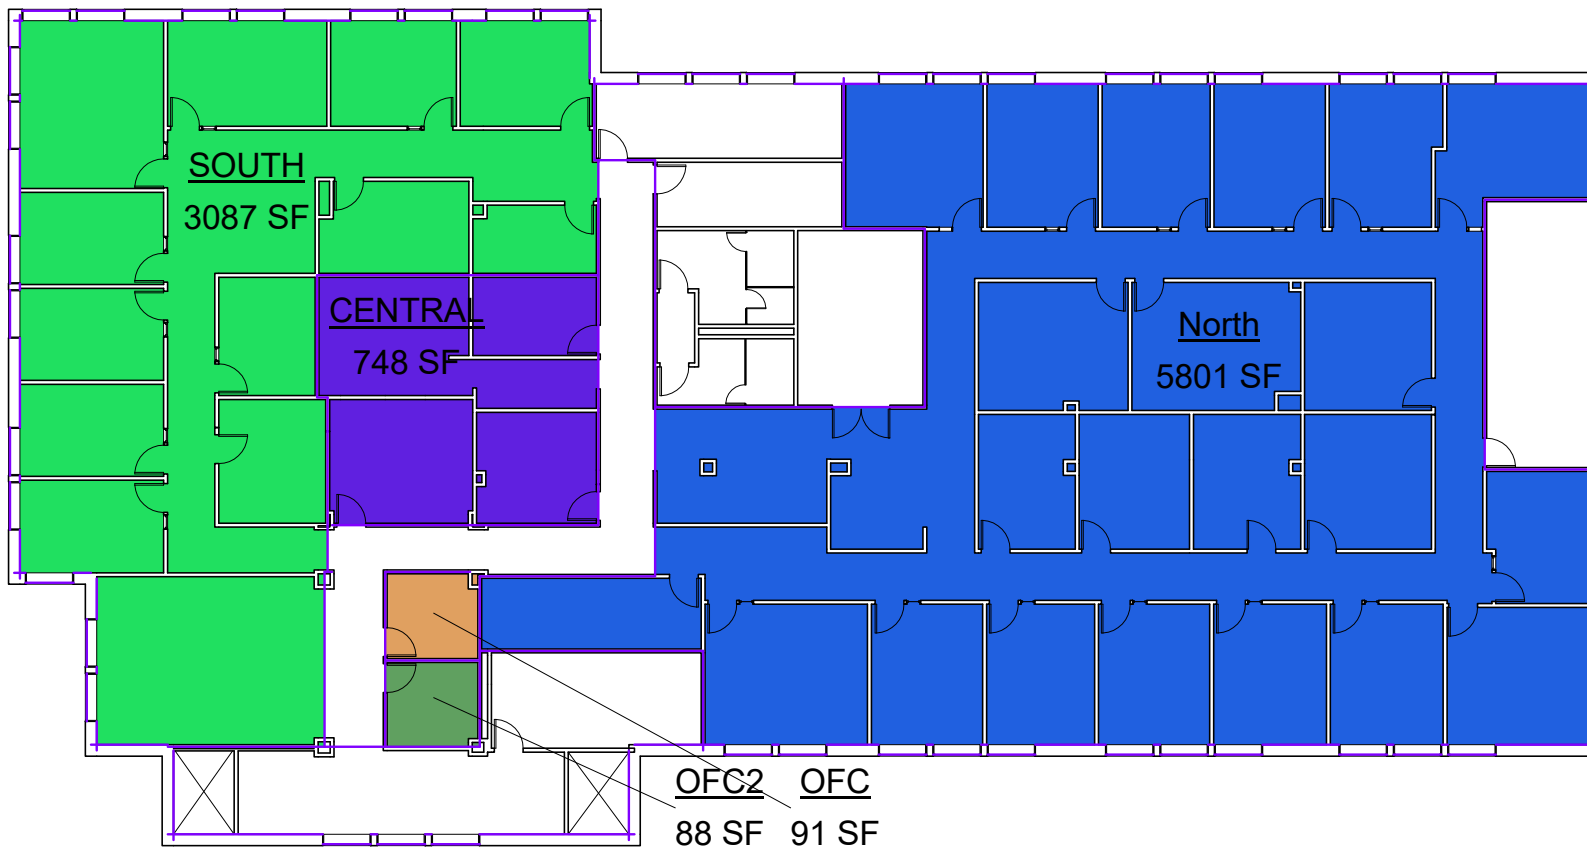 SOUTH
3087 SF
CENTRAL
748 SF
North
5801 SF
OFC2
88 SF
OFC
91 SF